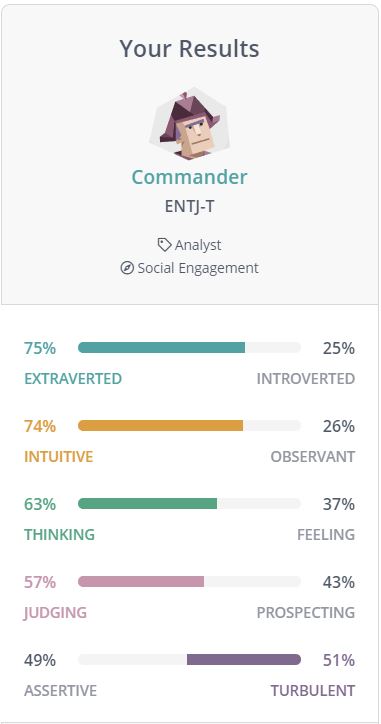 Your Results
Commander
ENTJ-T
Analyst
Social Engagement
75% 25%
EXTRAVERTED INTROVERTED
74% 26%
INTUITIVE OBSERVANT
63% 37%
THINKING FEELING
57% 43%
JUDGING PROSPECTING
49% 51%
ASSERTIVE TURBULENT